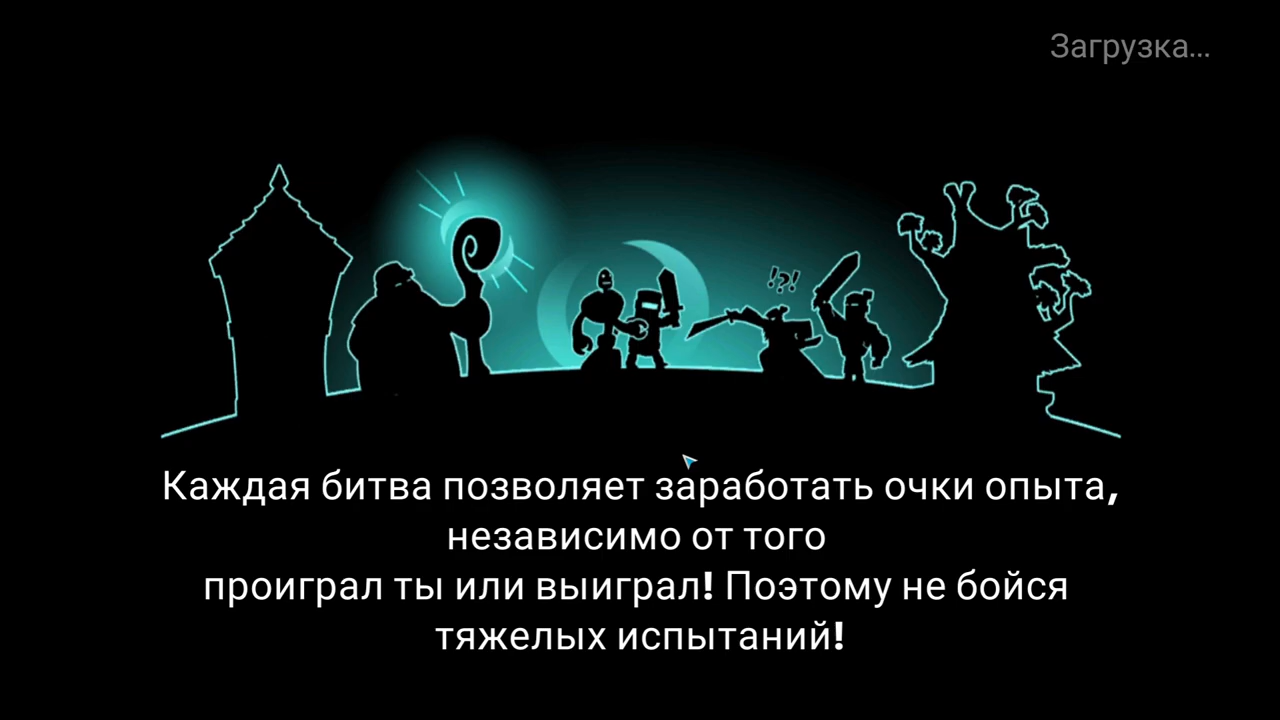 Загрузка...
!?!
Каждая битва позволяет заработать очки опыта,
независимо от того
проиграл ты или выиграл! Поэтому не бойся
тяжелых испытаний!